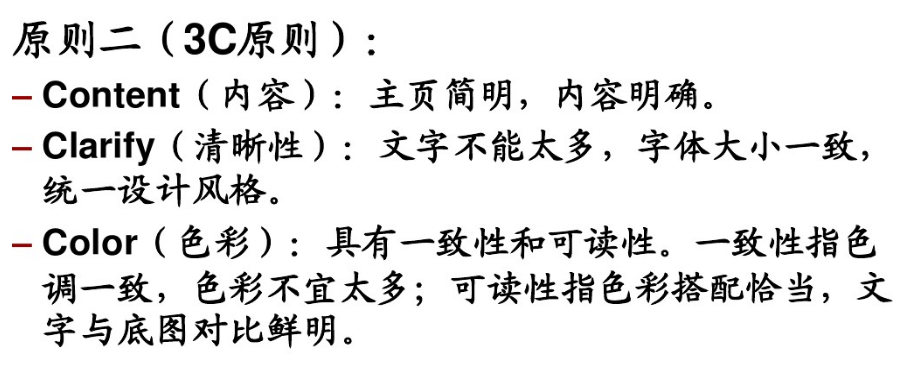 原则二（3C原则）：
– Content（内容）：主页简明，内容明确。
– Clarify（清晰性）：文字不能太多，字体大小一致，
统一设计风格。
– Color（色彩）：具有一致性和可读性。一致性指色
调一致，色彩不宜太多；可读性指色彩搭配恰当，文
字与底图对比鲜明。